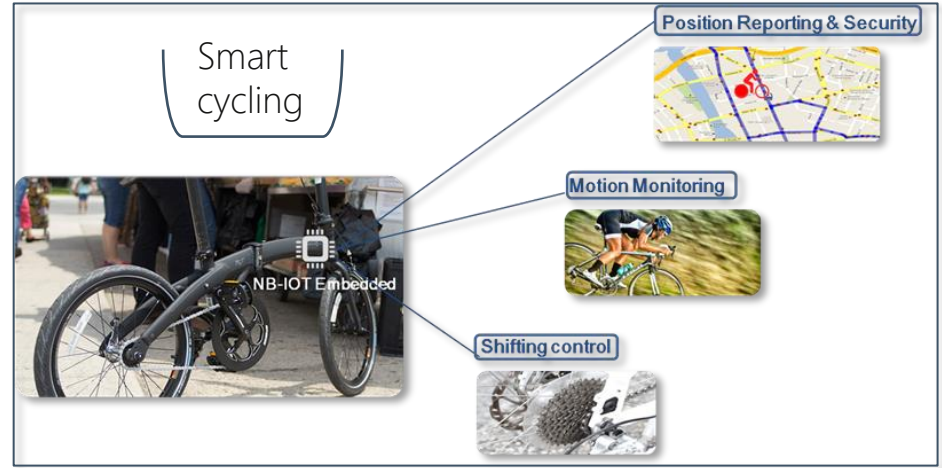 Smart
cycling
Position Reporting & Security
Motion Monitoring
NB-IOT Embedded
Shifting control